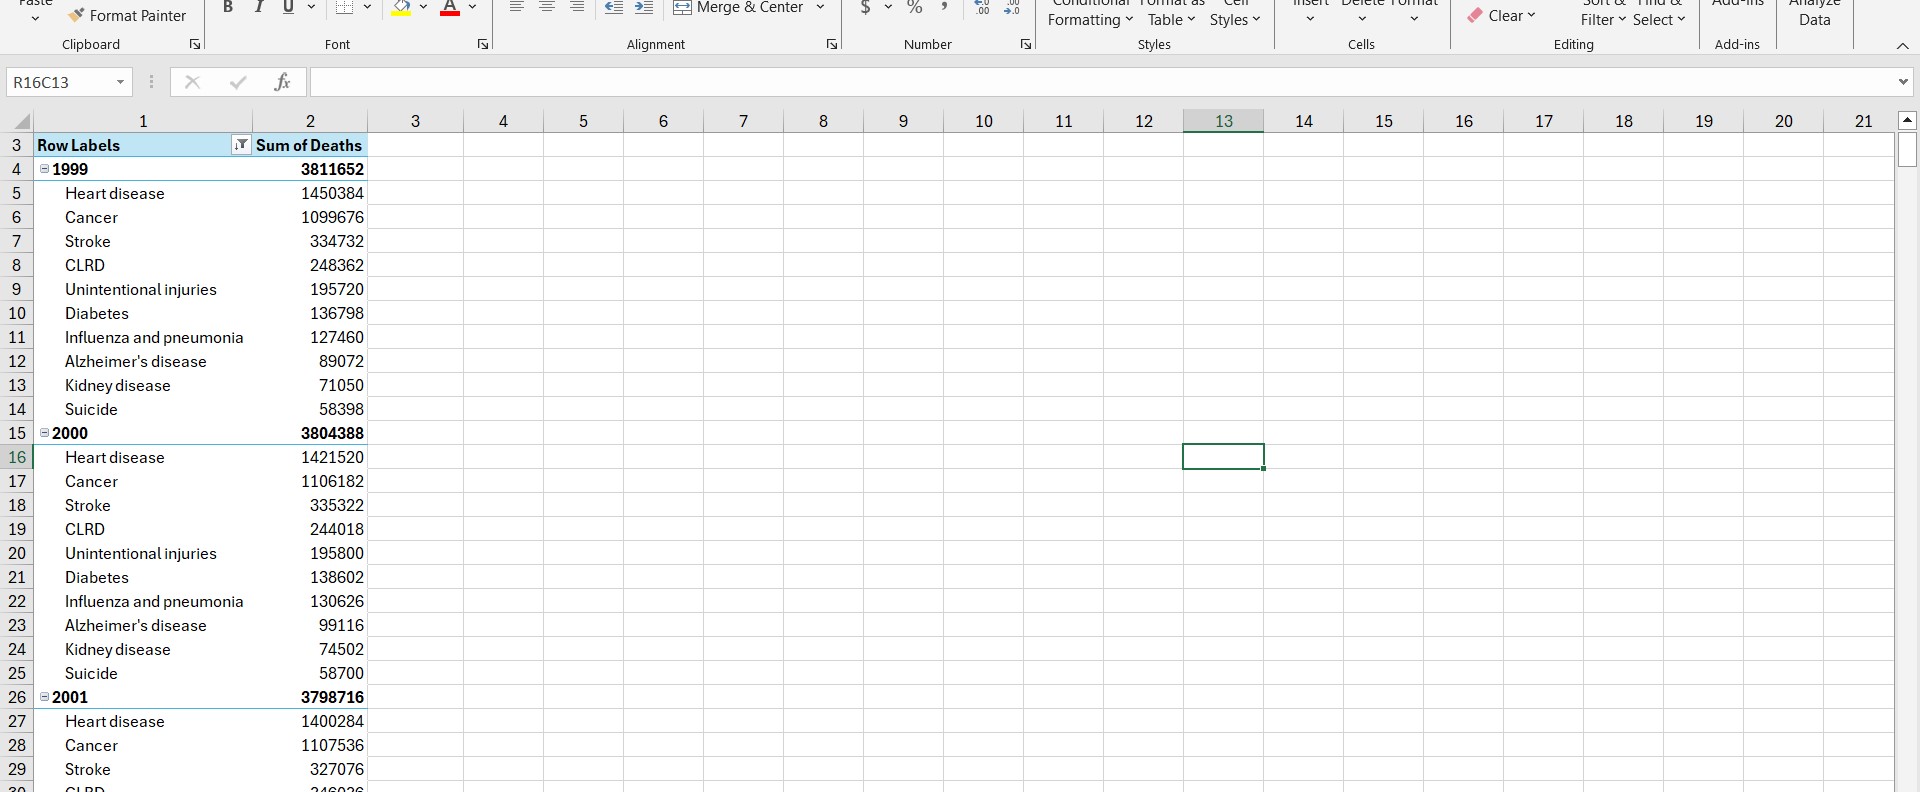 Paste Format Painter B I U A Merge & Center $ % , Conditional Format as Cell Insert Delete Format Clear Sort & Find & Add-ins Analyze
Formatting Table Styles Filter Select Data
Clipboard Font Alignment Number Styles Cells Editing Add-ins
R16C13 fx
1 2 3 4 5 6 7 8 9 10 11 12 13 14 15 16 17 18 19 20 21
3 Row Labels Sum of Deaths
4 1999 3811652
5 Heart disease 1450384
6 Cancer 1099676
7 Stroke 334732
8 CLRD 248362
9 Unintentional injuries 195720
10 Diabetes 136798
11 Influenza and pneumonia 127460
12 Alzheimer's disease 89072
13 Kidney disease 71050
14 Suicide 58398
15 2000 3804388
16 Heart disease 1421520
17 Cancer 1106182
18 Stroke 335322
19 CLRD 244018
20 Unintentional injuries 195800
21 Diabetes 138602
22 Influenza and pneumonia 130626
23 Alzheimer's disease 99116
24 Kidney disease 74502
25 Suicide 58700
26 2001 3798716
27 Heart disease 1400284
28 Cancer 1107536
29 Stroke 327076
30 CLRD